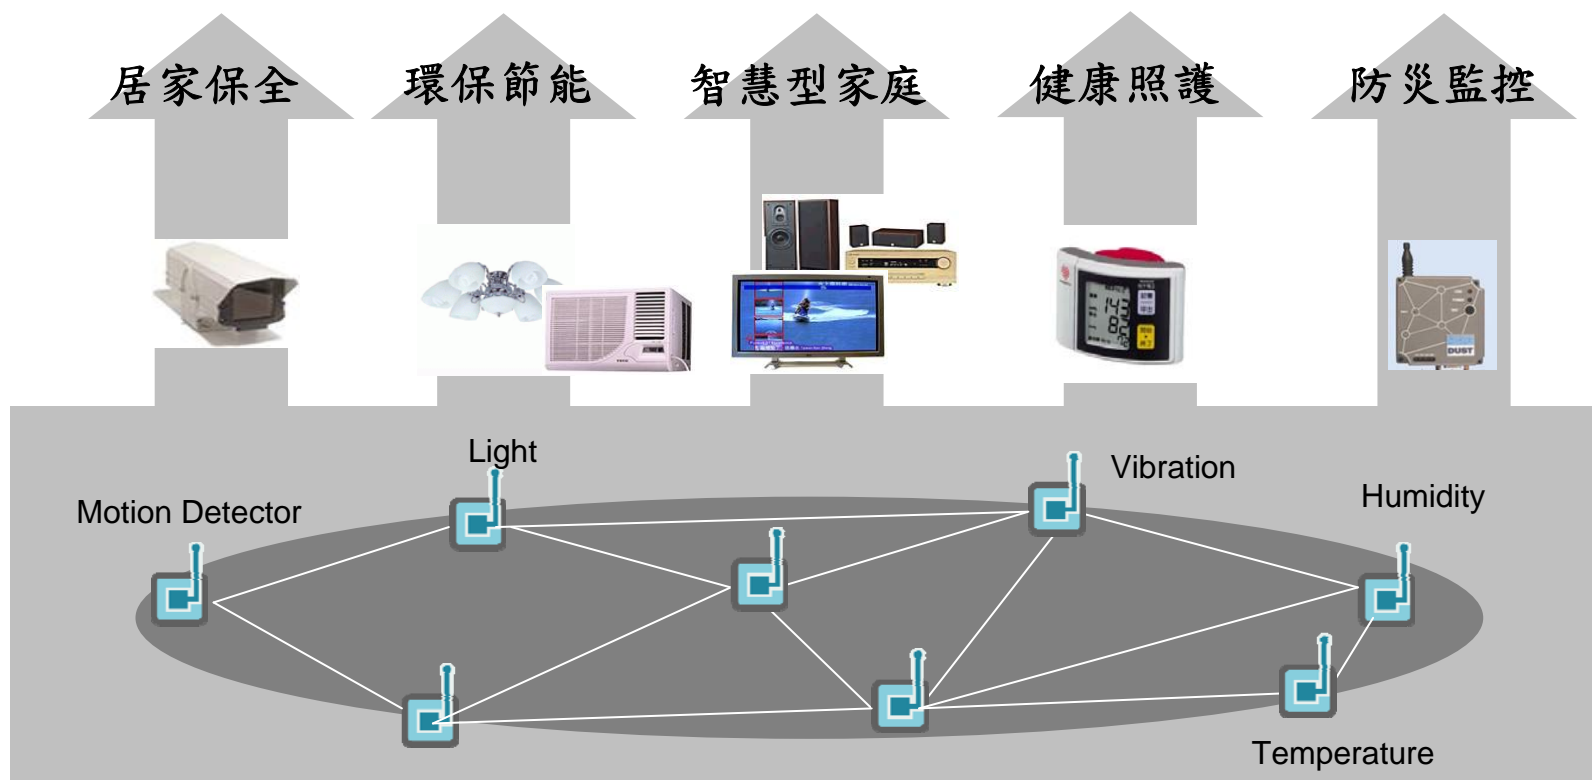 居家保全
環保節能
智慧型家庭
健康照護
防災監控
DUST
Light
Vibration
Motion Detector
Humidity
Temperature